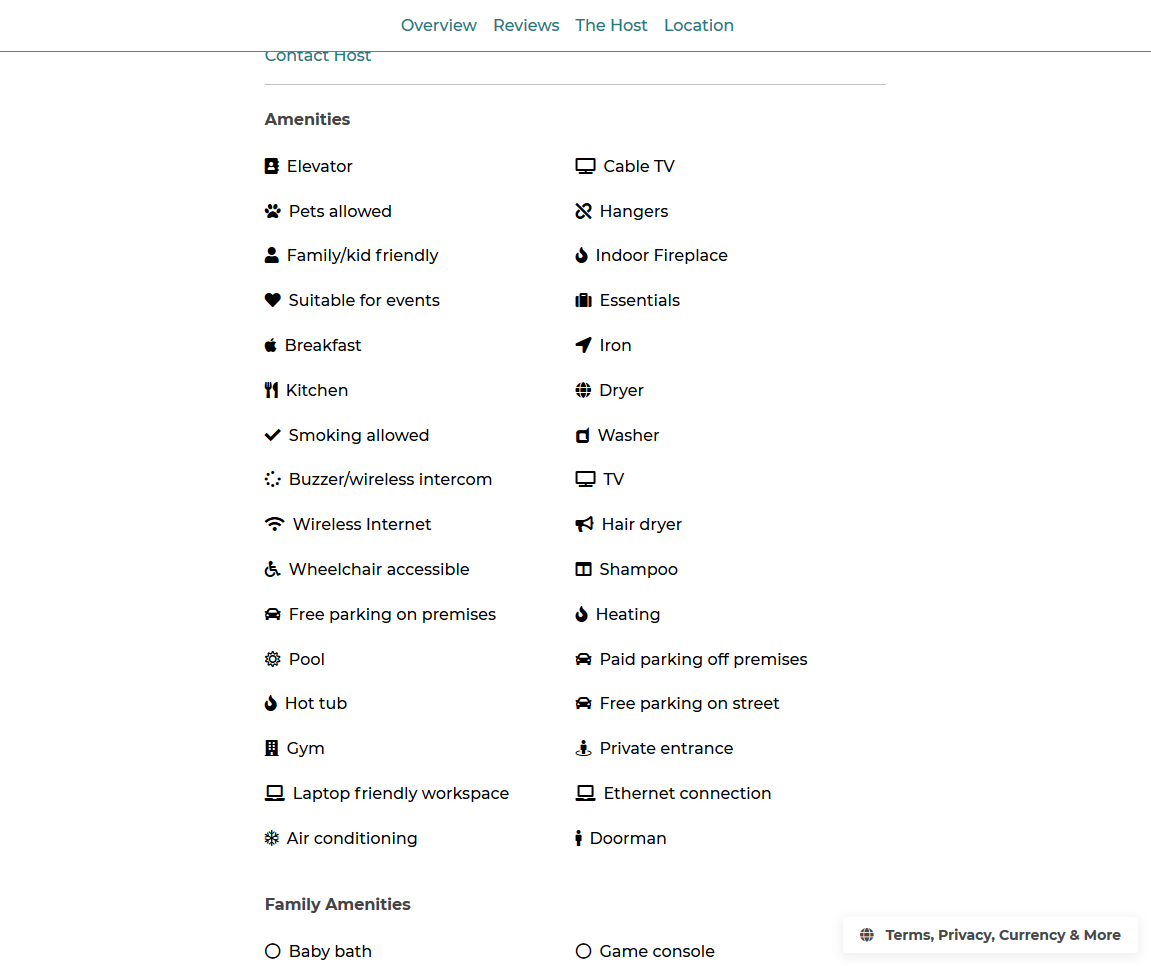 Overview Reviews The Host Location
Contact Host
Amenities
Elevator
Cable TV
Pets allowed
Hangers
Family/kid friendly
Indoor Fireplace
Suitable for events
Essentials
Breakfast
Iron
Kitchen
Dryer
Smoking allowed
Washer
Buzzer/wireless intercom
TV
Wireless Internet
Hair dryer
Wheelchair accessible
Shampoo
Free parking on premises
Heating
Pool
Paid parking off premises
Hot tub
Free parking on street
Gym
Private entrance
Laptop friendly workspace
Ethernet connection
Air conditioning
Doorman
Family Amenities
Terms, Privacy, Currency & More
Baby bath
Game console